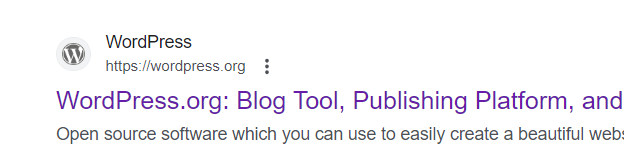 WordPress
https://wordpress.org
WordPress.org: Blog Tool, Publishing Platform, and
Open source software which you can use to easily create a beautiful